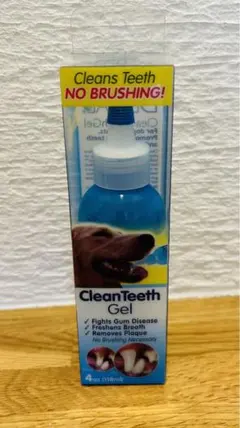 Cleans Teeth
NO BRUSHING!
CleanTeeth
Gel
✓ Fights Gum Disease
✓ Freshens Breath
✓ Removes Plaque
No Brushing Necessary